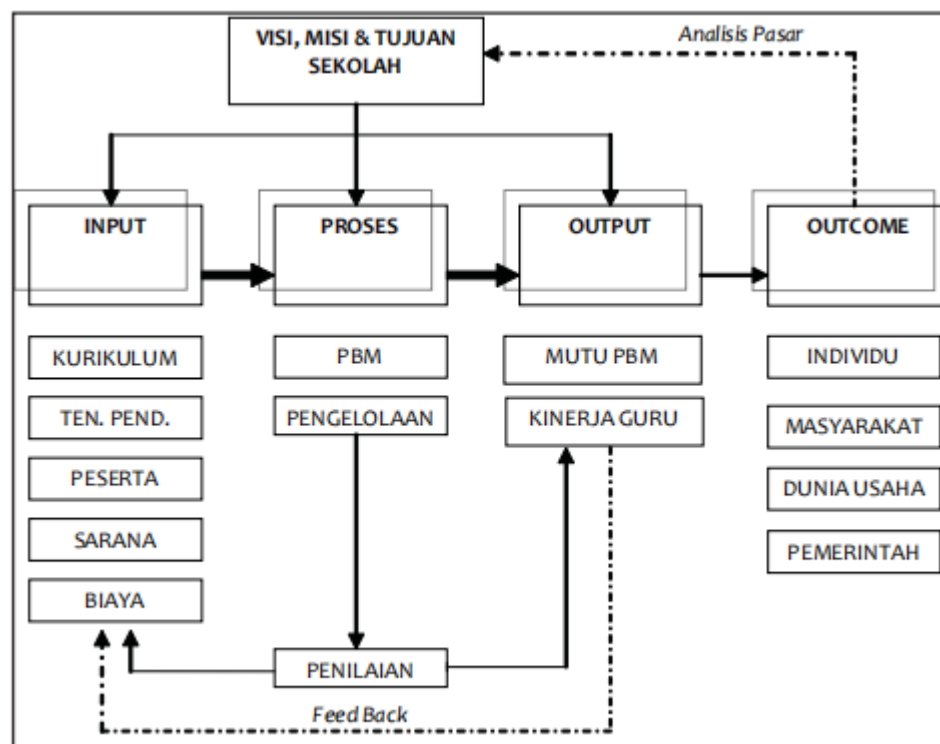 VISI, MISI & TUJUAN
SEKOLAH
Analisis Pasar
INPUT
PROSES
OUTPUT
OUTCOME
KURIKULUM
PBM
MUTU PBM
INDIVIDU
TEN. PEND.
PENGELOLAAN
KINERJA GURU
MASYARAKAT
PESERTA
DUNIA USAHA
SARANA
PEMERINTAH
BIAYA
PENILAIAN
Feed Back